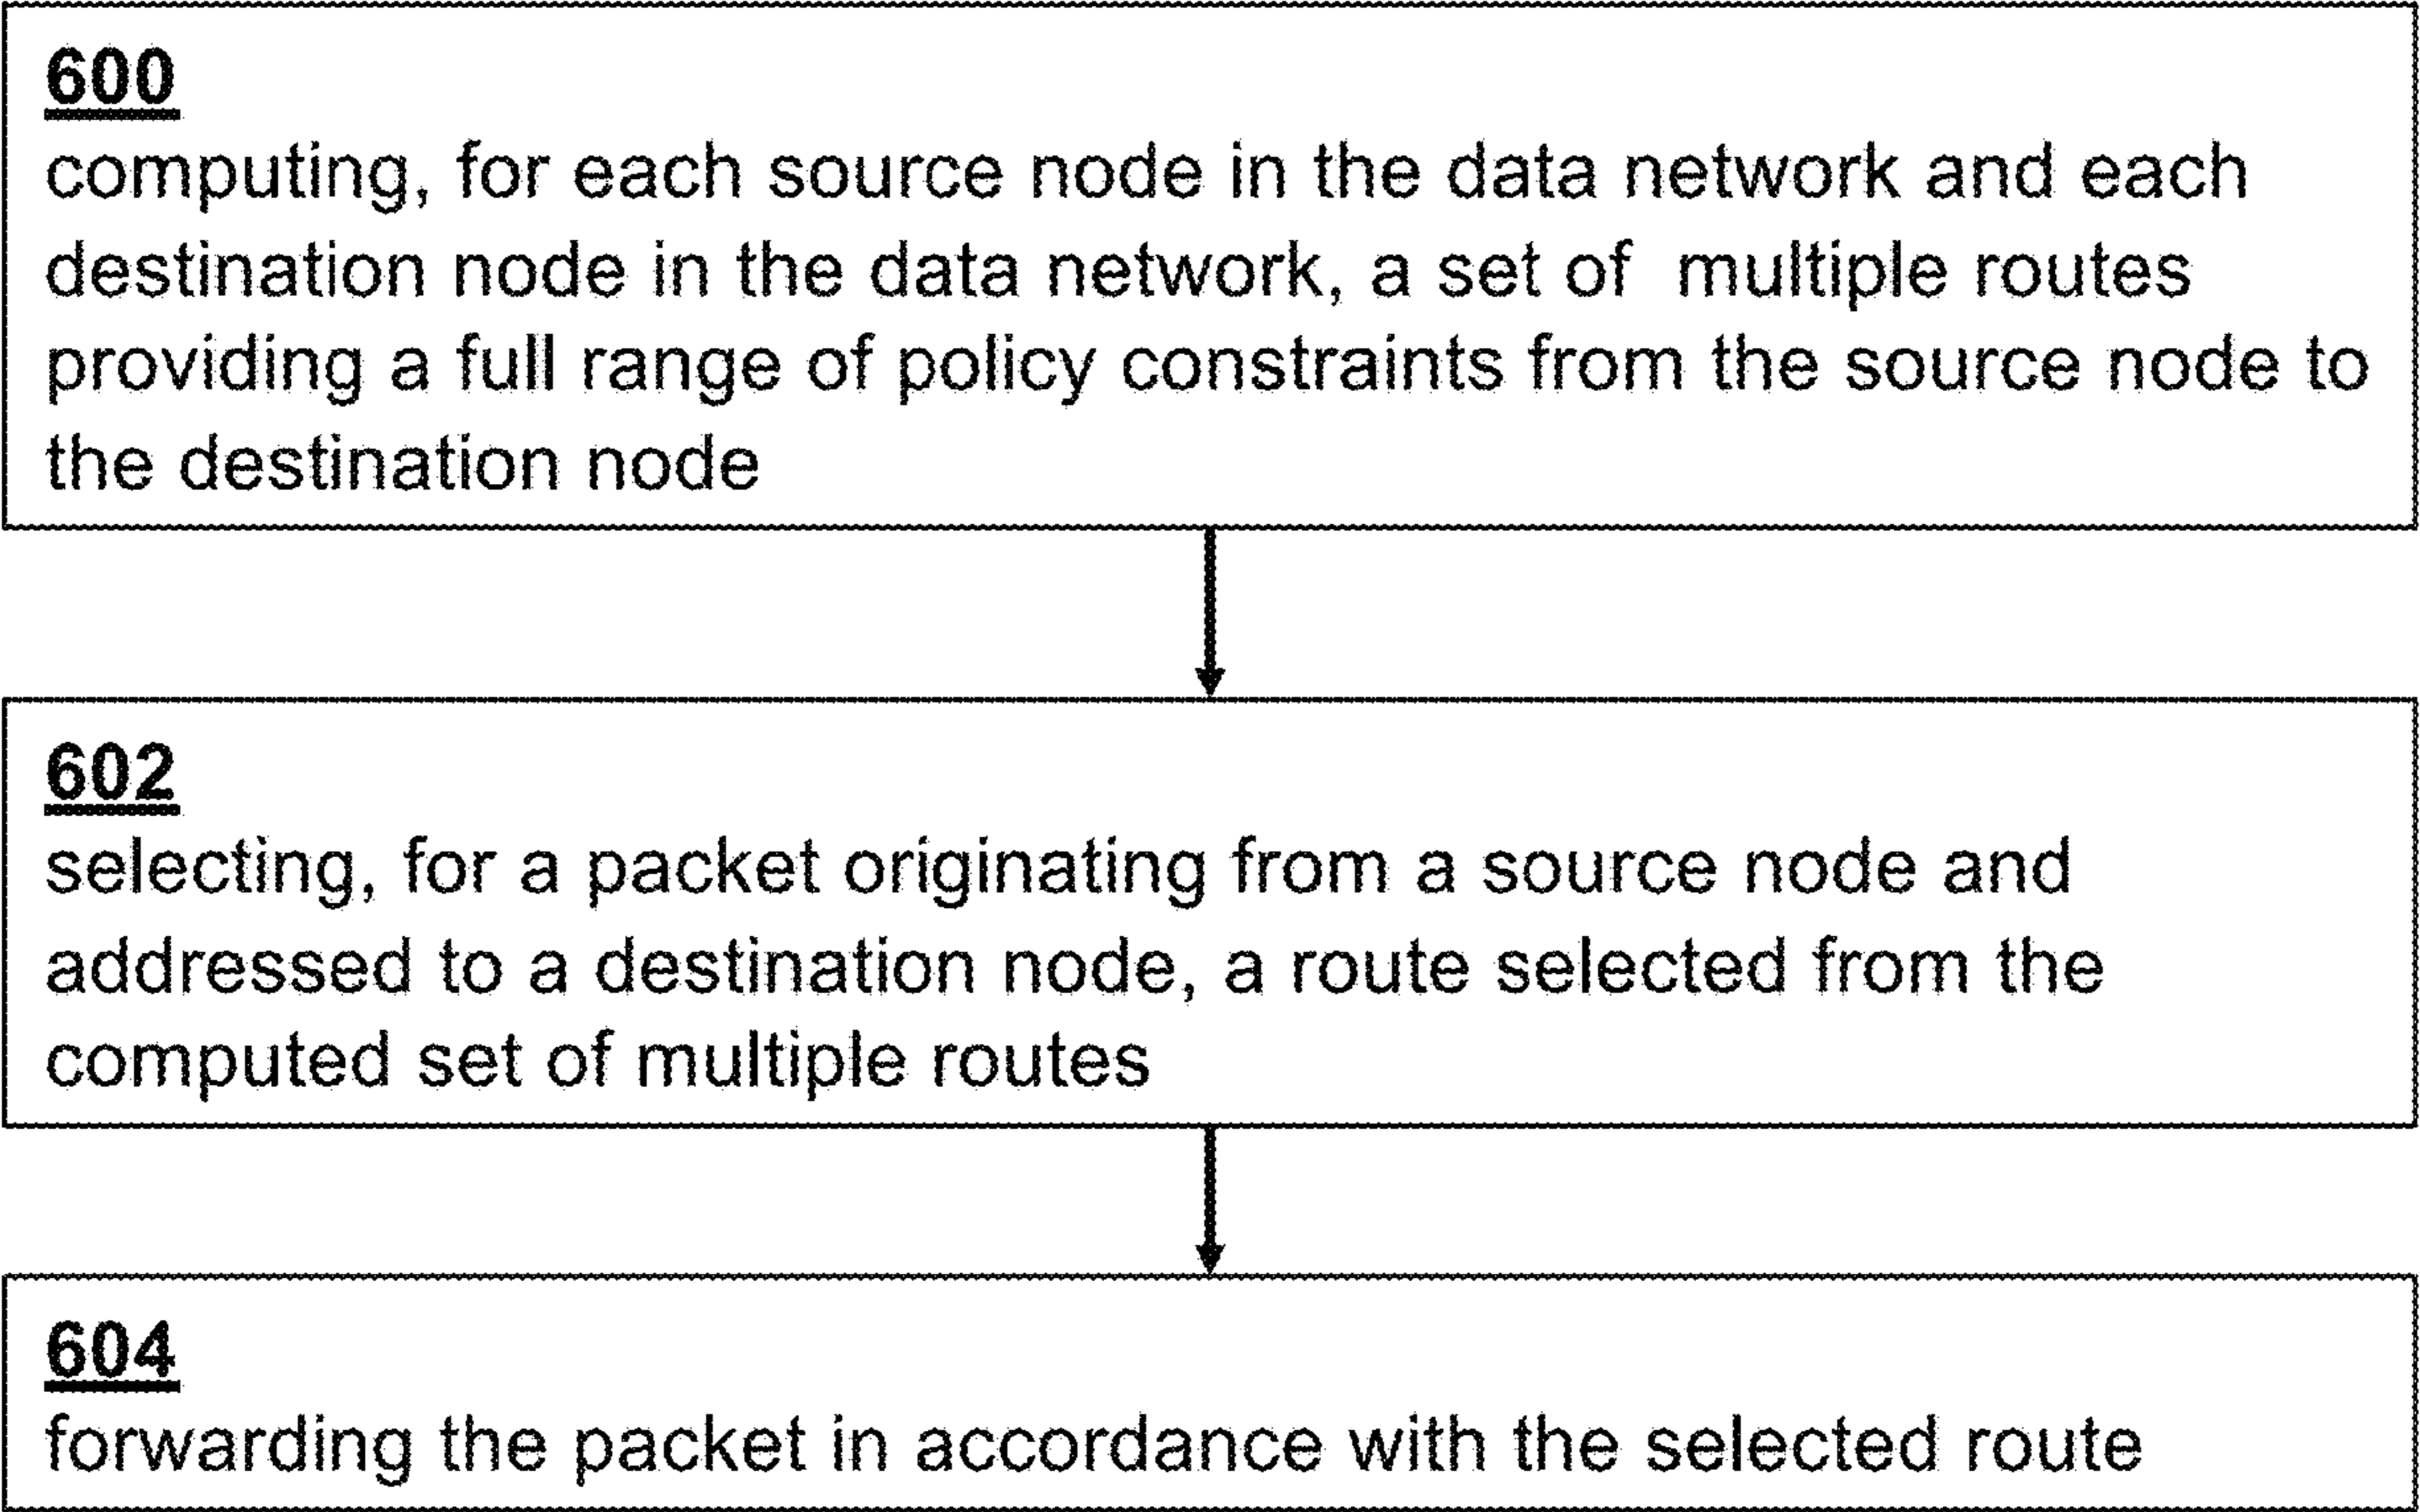 600
computing, for each source node in the data network and each
destination node in the data network, a set of  multiple routes
providing a full range of policy constraints from the source node to
the destination node
602
selecting, for a packet originating from a source node and
addressed to a destination node, a route selected from the
computed set of multiple routes
604
forwarding the packet in accordance with the selected route